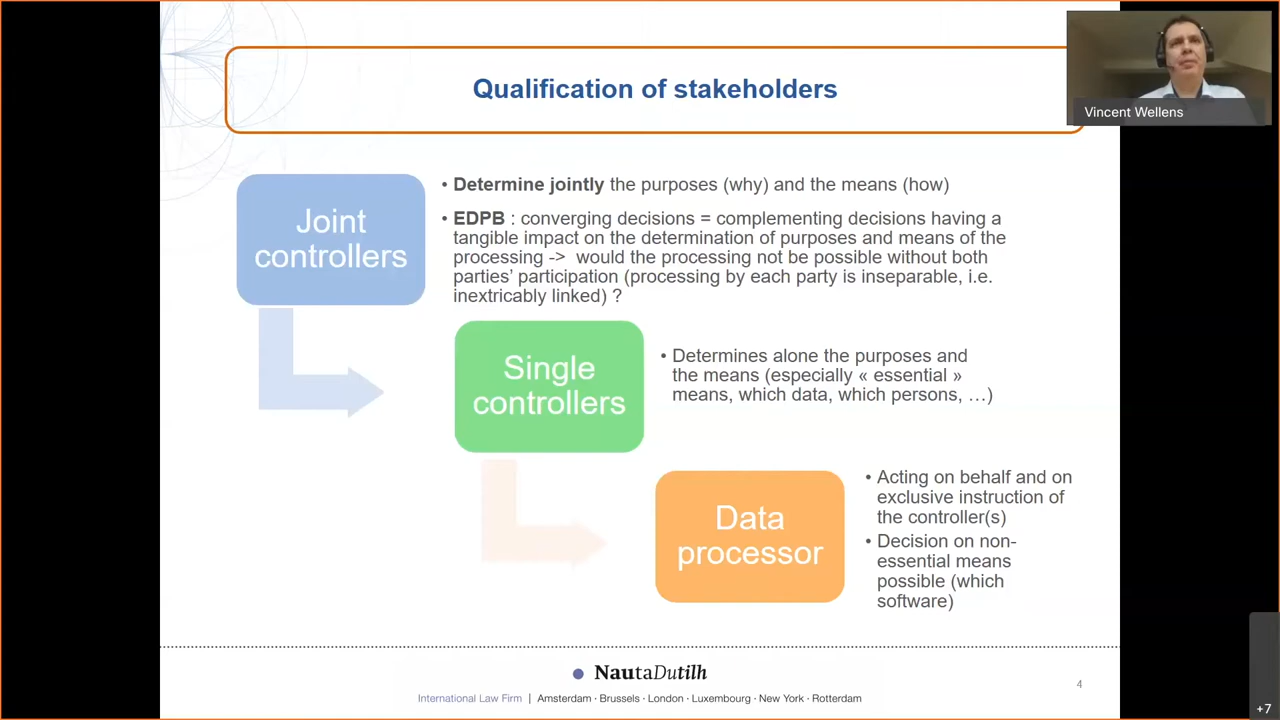 Qualification of stakeholders
Vincent Wellens
Joint
controllers
• Determine jointly the purposes (why) and the means (how)
• EDPB : converging decisions = complementing decisions having a
tangible impact on the determination of purposes and means of the
processing -> would the processing not be possible without both
parties’ participation (processing by each party is inseparable, i.e.
inextricably linked) ?
Single
controllers
• Determines alone the purposes and
the means (especially « essential »
means, which data, which persons, …)
Data
processor
• Acting on behalf and on
exclusive instruction of
the controller(s)
• Decision on non-
essential means
possible (which
software)
NautaDutilh
International Law Firm | Amsterdam · Brussels · London · Luxembourg · New York · Rotterdam
4
+7